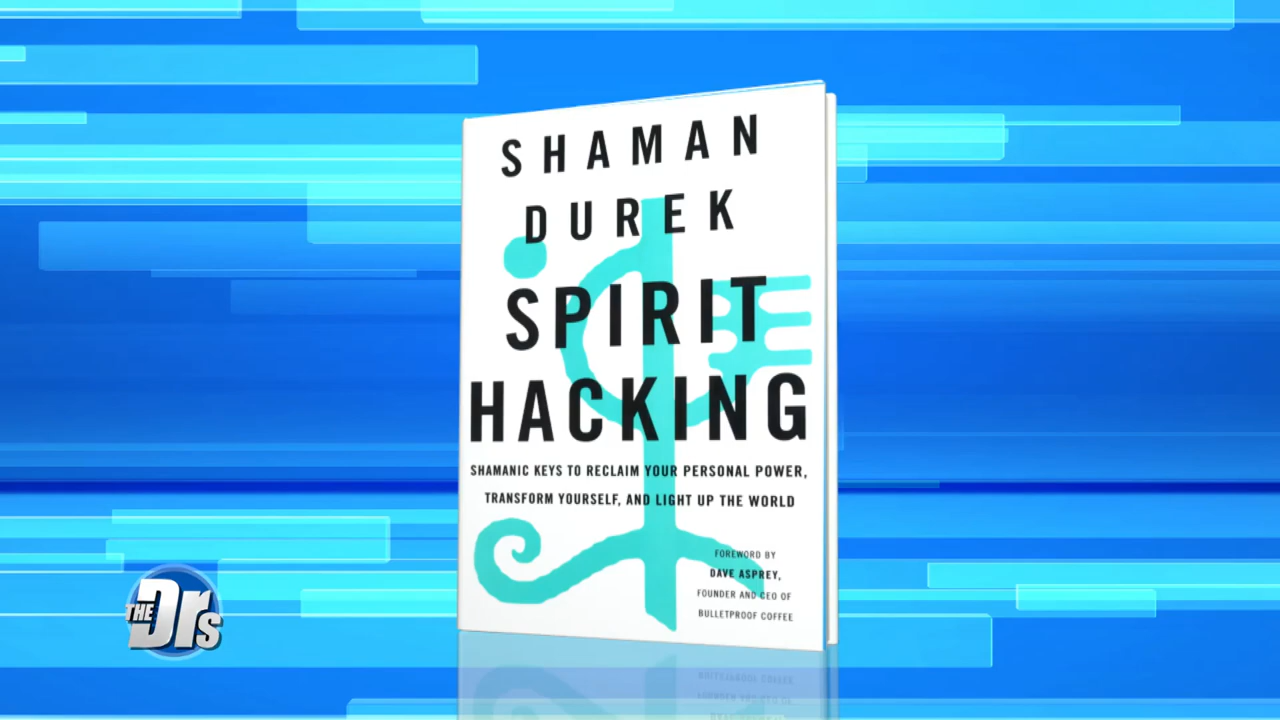 SHAMAN
DUREK
SPIRIT
HACKING
SHAMANIC KEYS TO RECLAIM YOUR PERSONAL POWER,
TRANSFORM YOURSELF, AND LIGHT UP THE WORLD
FOREWORD BY
DAVE ASPREY,
FOUNDER AND CEO OF
BULLETPROOF COFFEE
THE Drs